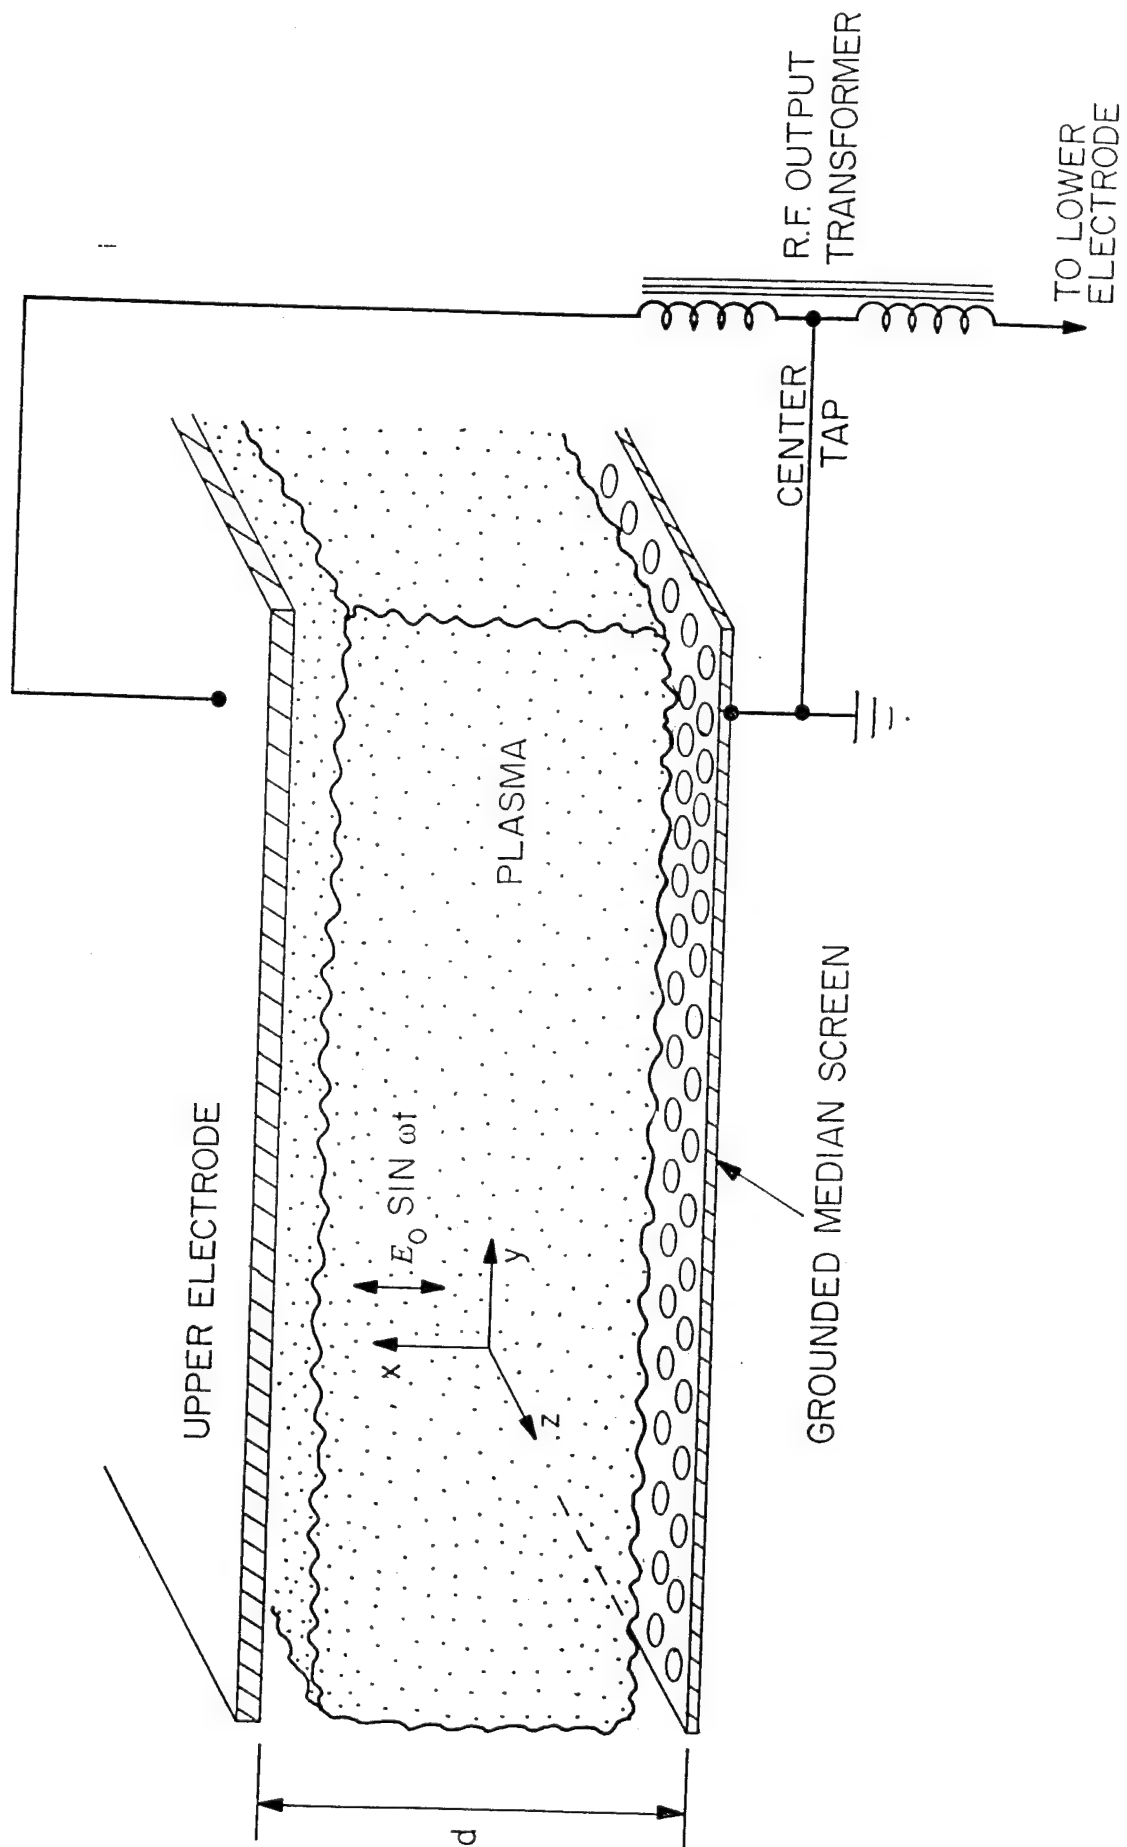 UPPER ELECTRODE
E₀ SIN ωt
x
y
z
PLASMA
d
GROUNDED MEDIAN SCREEN
CENTER
TAP
R.F. OUTPUT
TRANSFORMER
TO LOWER
ELECTRODE